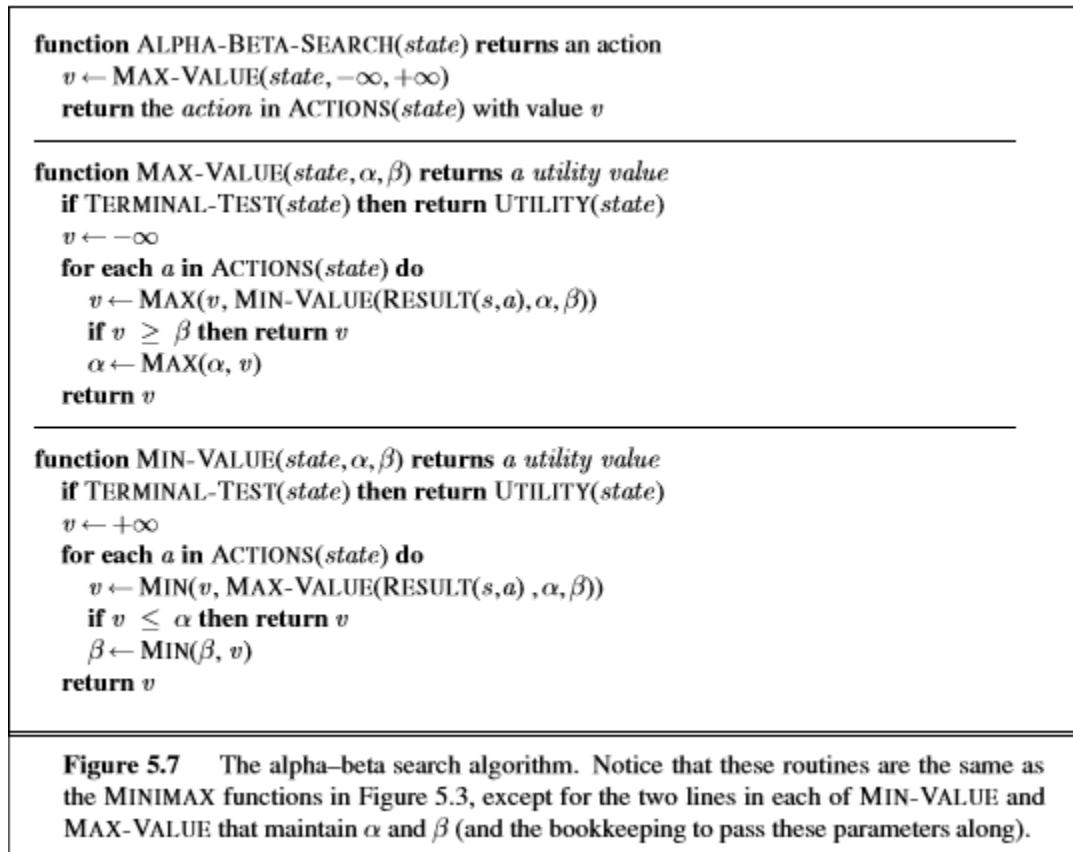 function ALPHA-BETA-SEARCH(state) returns an action
v ← MAX-VALUE(state, −∞, +∞)
return the action in ACTIONS(state) with value v
function MAX-VALUE(state, α, β) returns a utility value
if TERMINAL-TEST(state) then return UTILITY(state)
v ← −∞
for each a in ACTIONS(state) do
v ← MAX(v, MIN-VALUE(RESULT(s,a), α, β))
if v ≥ β then return v
α ← MAX(α, v)
return v
function MIN-VALUE(state, α, β) returns a utility value
if TERMINAL-TEST(state) then return UTILITY(state)
v ← +∞
for each a in ACTIONS(state) do
v ← MIN(v, MAX-VALUE(RESULT(s,a) , α, β))
if v ≤ α then return v
β ← MIN(β, v)
return v
Figure 5.7 The alpha–beta search algorithm. Notice that these routines are the same as
the MINIMAX functions in Figure 5.3, except for the two lines in each of MIN-VALUE and
MAX-VALUE that maintain α and β (and the bookkeeping to pass these parameters along).